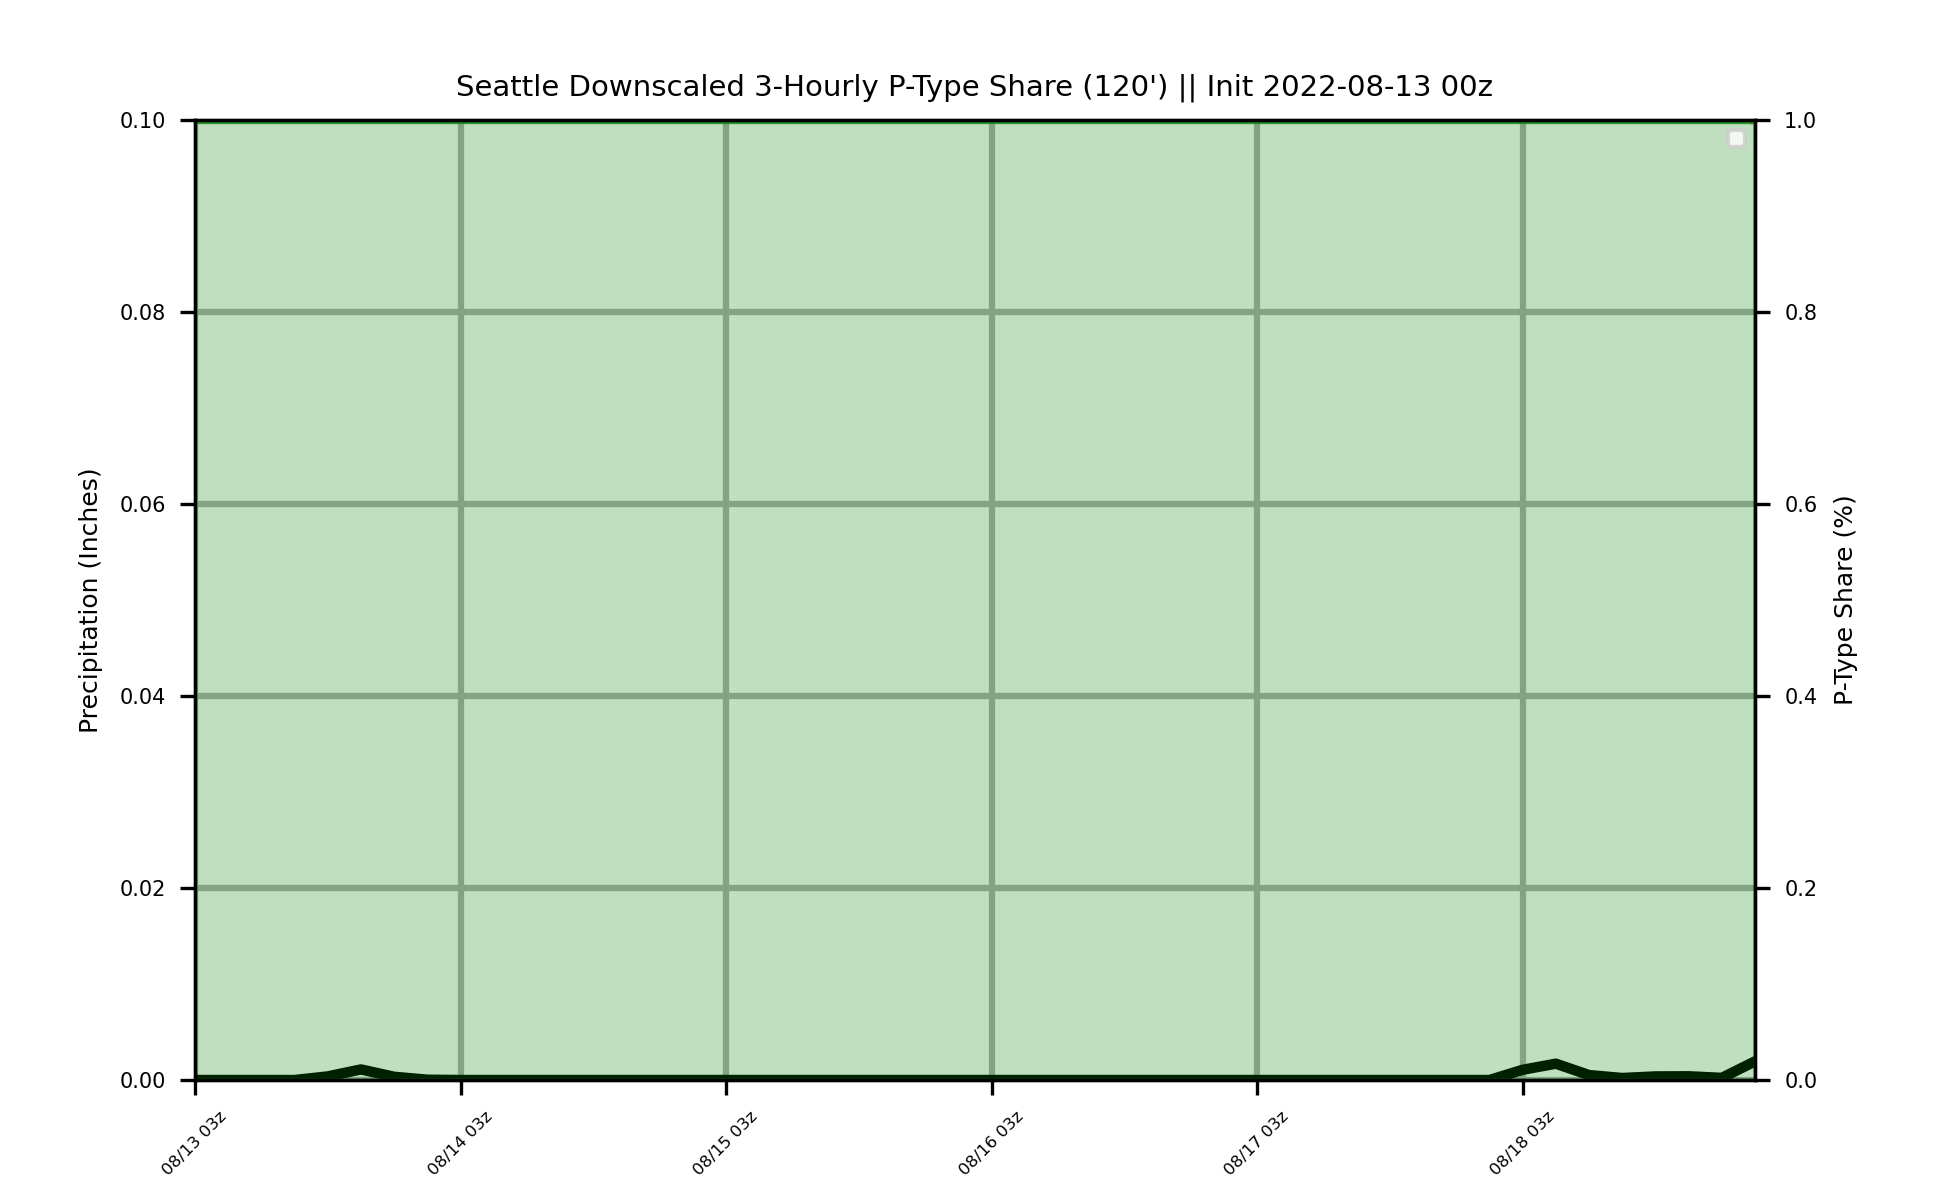 Seattle Downscaled 3-Hourly P-Type Share (120') || Init 2022-08-13 00z
Precipitation (Inches)
0.10
0.08
0.06
0.04
0.02
0.00
1.0
0.8
0.6
0.4
0.2
0.0
P-Type Share (%)
08/13 03z
08/14 03z
08/15 03z
08/16 03z
08/17 03z
08/18 03z